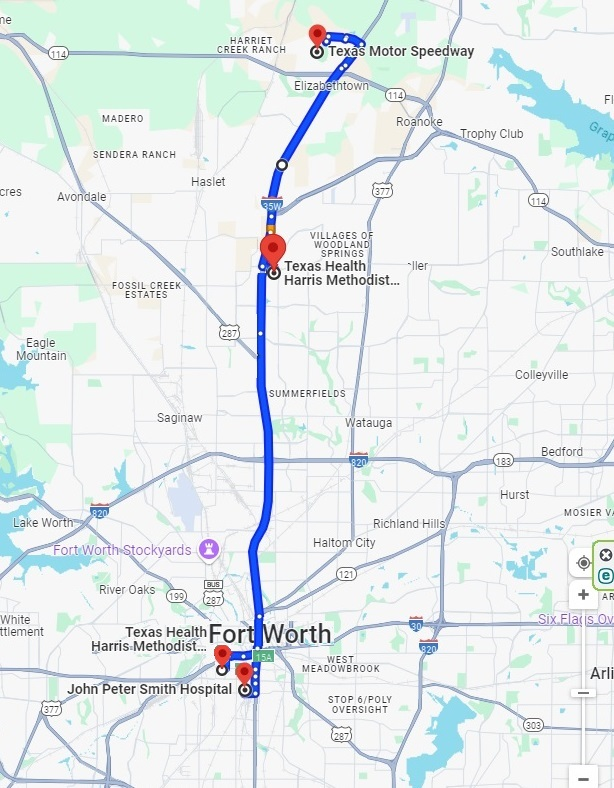 HARRIET
CREEK RANCH
Texas Motor Speedway
114
Elizabethtown
114
MADERO
Roanoke
Trophy Club
SENDERA RANCH
Haslet
377
Avondale
114
35W
VILLAGES OF
WOODLAND
SPRINGS
Southlake
Texas Health
Harris Methodist...
FOSSIL CREEK
ESTATES
287
Eagle
Mountain
Colleyville
SUMMERFIELDS
Saginaw
Watauga
820
183
Bedford
Hurst
820
Lake Worth
MOSIER VA
Richland Hills
Fort Worth Stockyards
Haltom City
121
BUS
287
River Oaks
199
White
ttlement
30
Six Flags Ov
Texas Health
Harris Methodist...
Fort Worth
820
15A
WEST
MEADOWBROOK
Arli
John Peter Smith Hospital
STOP 6/POLY
OVERSIGHT
377
303
287